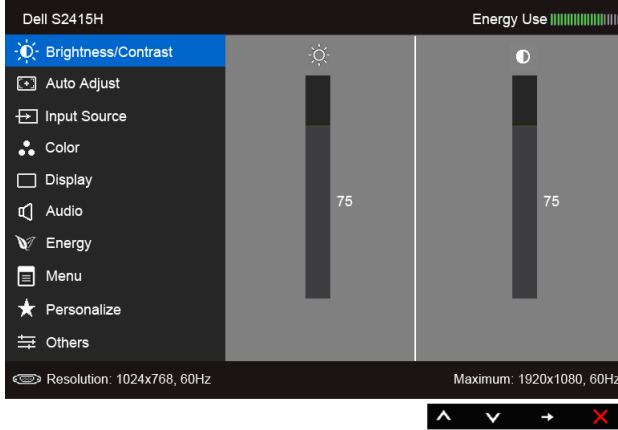 Dell S2415H
Energy Use
Brightness/Contrast
Auto Adjust
Input Source
Color
Display
Audio
Energy
Menu
Personalize
Others
75
75
Resolution: 1024x768, 60Hz
Maximum: 1920x1080, 60Hz